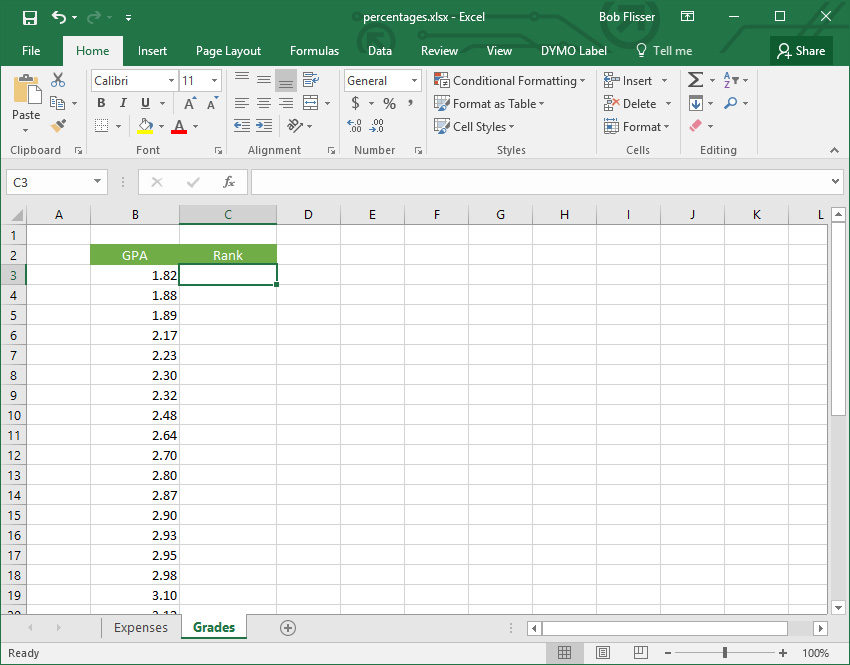 percentages.xlsx - Excel
Bob Flisser
File Home Insert Page Layout Formulas Data Review View DYMO Label Tell me Share
Calibri 11 General Conditional Formatting Insert
Paste B I U A A $ % , Format as Table Delete
A .00 .00 Cell Styles Format
Clipboard Font Alignment Number Styles Cells Editing
C3 fx
A B C D E F G H I J K L
1
2 GPA Rank
3 1.82
4 1.88
5 1.89
6 2.17
7 2.23
8 2.30
9 2.32
10 2.48
11 2.64
12 2.70
13 2.80
14 2.87
15 2.90
16 2.93
17 2.95
18 2.98
19 3.10
Expenses Grades
Ready 100%